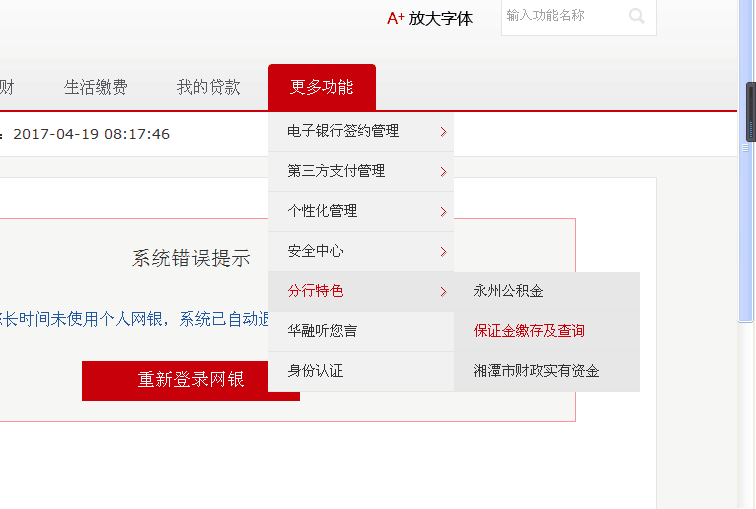 A+ 放大字体
输入功能名称
财 生活缴费 我的贷款 更多功能
：2017-04-19 08:17:46
电子银行签约管理
第三方支付管理
个性化管理
安全中心
分行特色
华融听您言
身份认证
永州公积金
保证金缴存及查询
湘潭市财政实有资金
系统错误提示
长时间未使用个人网银，系统已自动退
重新登录网银